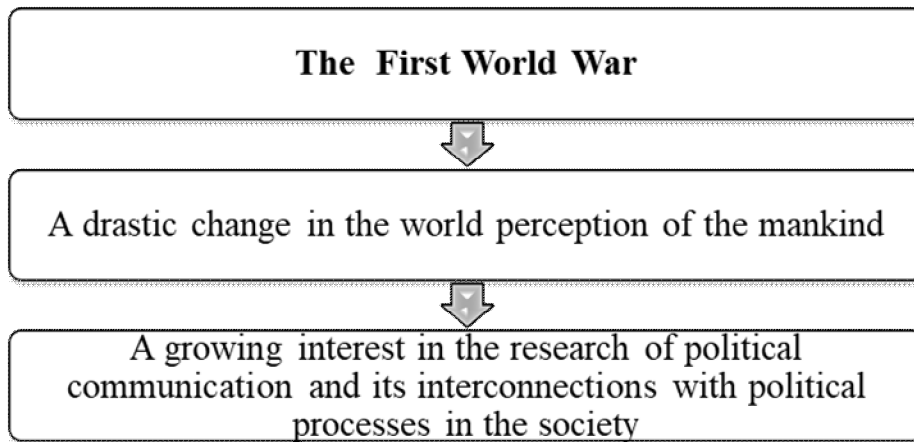 The First World War
A drastic change in the world perception of the mankind
A growing interest in the research of political
communication and its interconnections with political
processes in the society